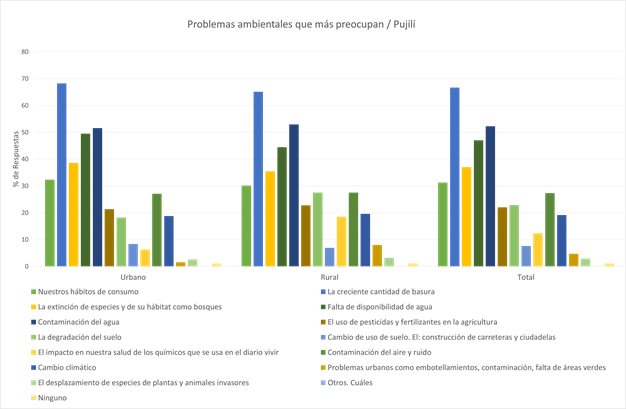 Problemas ambientales que más preocupan / Pujilí
% de Respuestas
80
70
60
50
40
30
20
10
0
Urbano Rural Total
Nuestros hábitos de consumo
La creciente cantidad de basura
La extinción de especies y de su hábitat como bosques
Falta de disponibilidad de agua
Contaminación del agua
El uso de pesticidas y fertilizantes en la agricultura
La degradación del suelo
Cambio de uso de suelo. El: construcción de carreteras y ciudadelas
El impacto en nuestra salud de los químicos que se usa en el diario vivir
Contaminación del aire y ruido
Cambio climático
Problemas urbanos como embotellamientos, contaminación, falta de áreas verdes
El desplazamiento de especies de plantas y animales invasores
Otros. Cuáles
Ninguno